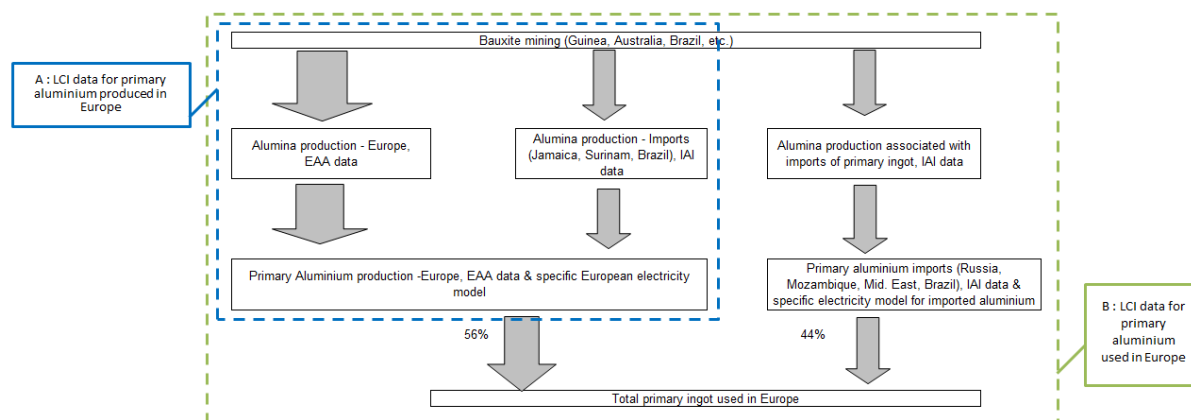 Bauxite mining (Guinea, Australia, Brazil, etc.)
A : LCI data for primary
aluminium produced in
Europe
Alumina production - Europe,
EAA data
Alumina production - Imports
(Jamaica, Surinam, Brazil), IAI
data
Alumina production associated with
imports of primary ingot, IAI data
Primary Aluminium production -Europe, EAA data & specific European electricity
model
Primary aluminium imports (Russia,
Mozambique, Mid. East, Brazil), IAI data &
specific electricity model for imported aluminium
B : LCI data for
primary
aluminium
used in Europe
56%
44%
Total primary ingot used in Europe